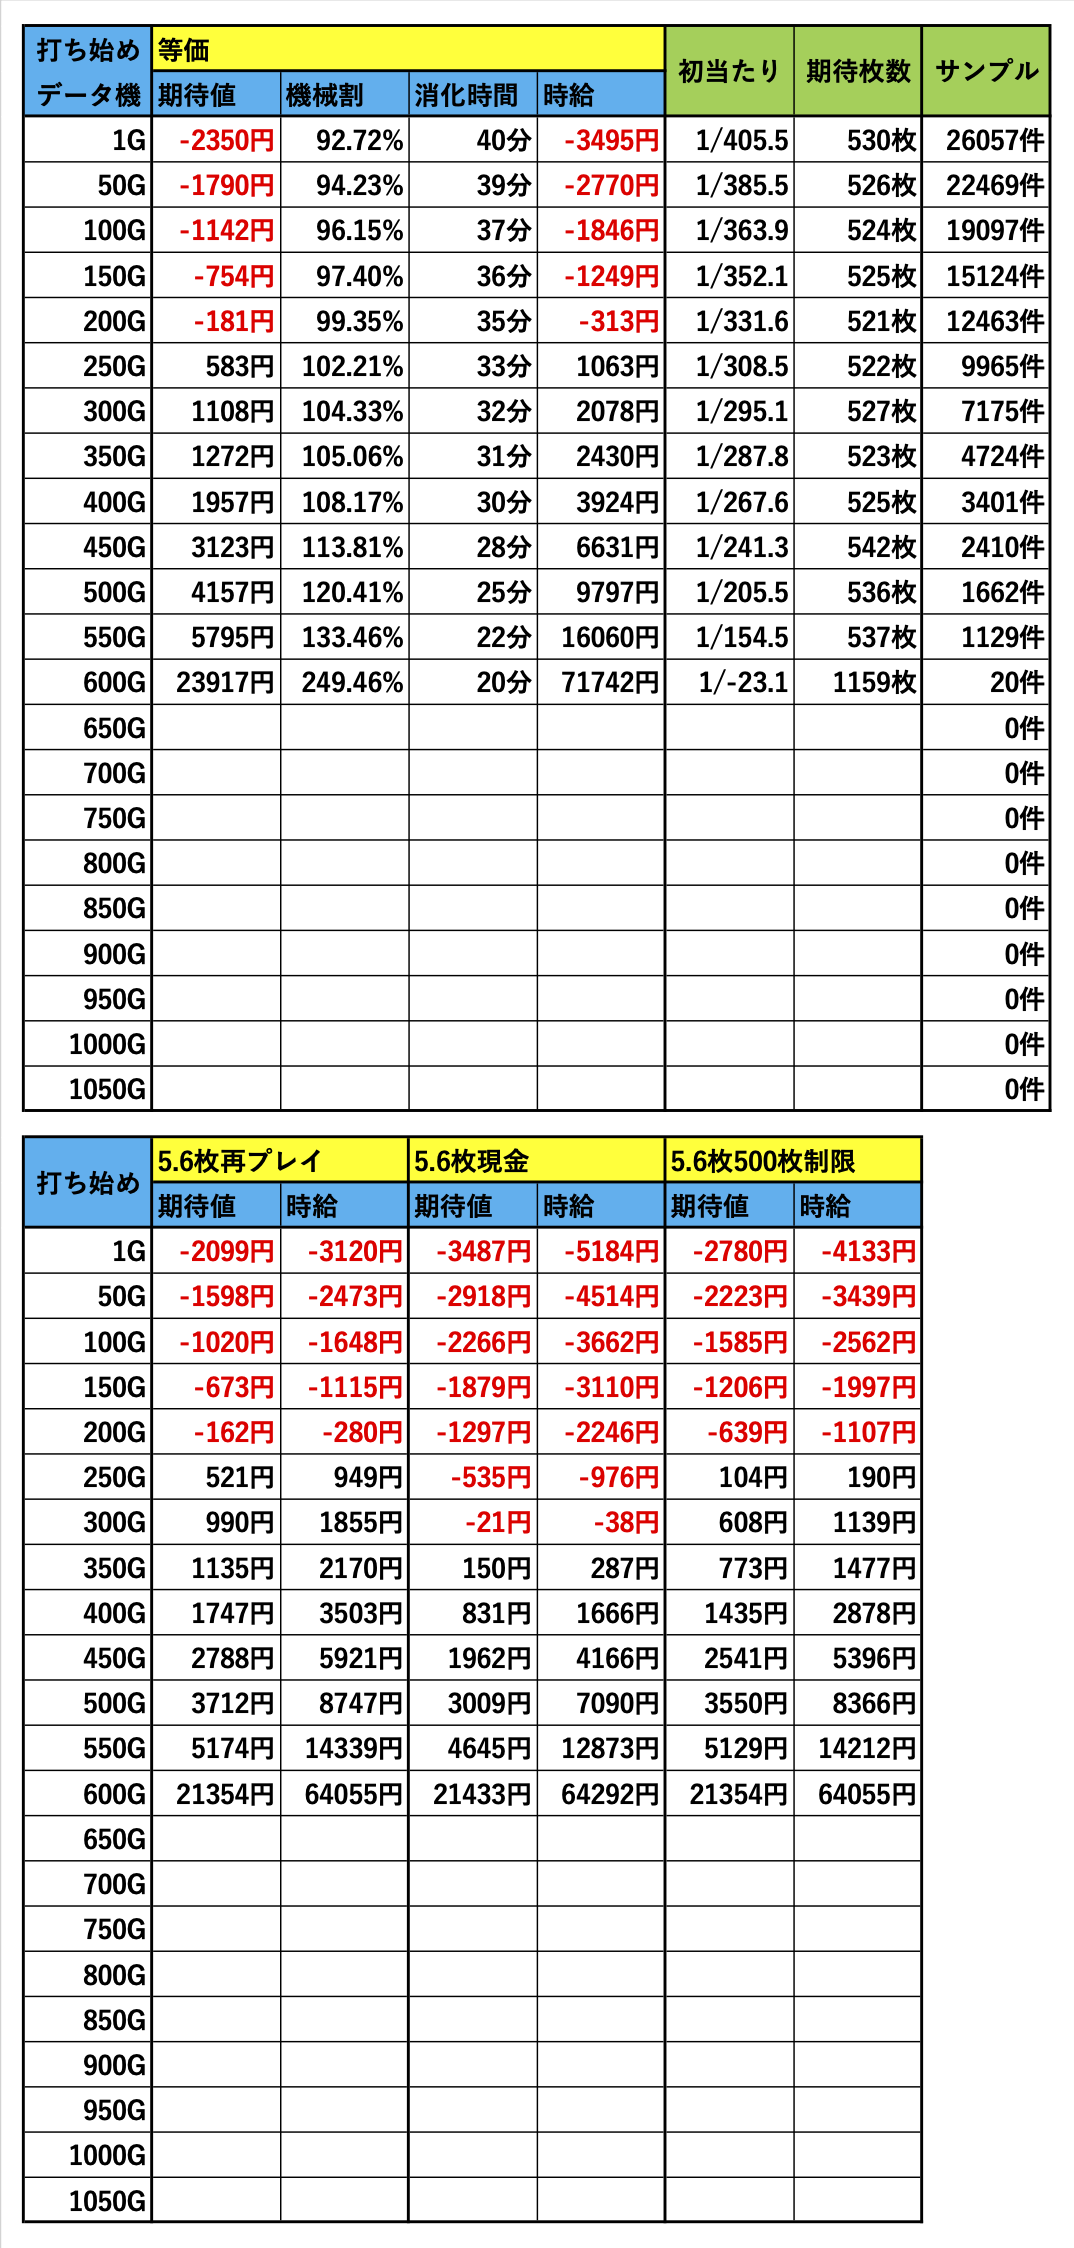 打ち始め 等価 初当たり 期待枚数 サンプル
データ機 期待値 機械割 消化時間 時給
1G -2350円 92.72% 40分 -3495円 1/405.5 530枚 26057件
50G -1790円 94.23% 39分 -2770円 1/385.5 526枚 22469件
100G -1142円 96.15% 37分 -1846円 1/363.9 524枚 19097件
150G -754円 97.40% 36分 -1249円 1/352.1 525枚 15124件
200G -181円 99.35% 35分 -313円 1/331.6 521枚 12463件
250G 583円 102.21% 33分 1063円 1/308.5 522枚 9965件
300G 1108円 104.33% 32分 2078円 1/295.1 527枚 7175件
350G 1272円 105.06% 31分 2430円 1/287.8 523枚 4724件
400G 1957円 108.17% 30分 3924円 1/267.6 525枚 3401件
450G 3123円 113.81% 28分 6631円 1/241.3 542枚 2410件
500G 4157円 120.41% 25分 9797円 1/205.5 536枚 1662件
550G 5795円 133.46% 22分 16060円 1/154.5 537枚 1129件
600G 23917円 249.46% 20分 71742円 1/-23.1 1159枚 20件
650G 0件
700G 0件
750G 0件
800G 0件
850G 0件
900G 0件
950G 0件
1000G 0件
1050G 0件
打ち始め 5.6枚再プレイ 5.6枚現金 5.6枚500枚制限
期待値 時給 期待値 時給 期待値 時給
1G -2099円 -3120円 -3487円 -5184円 -2780円 -4133円
50G -1598円 -2473円 -2918円 -4514円 -2223円 -3439円
100G -1020円 -1648円 -2266円 -3662円 -1585円 -2562円
150G -673円 -1115円 -1879円 -3110円 -1206円 -1997円
200G -162円 -280円 -1297円 -2246円 -639円 -1107円
250G 521円 949円 -535円 -976円 104円 190円
300G 990円 1855円 -21円 -38円 608円 1139円
350G 1135円 2170円 150円 287円 773円 1477円
400G 1747円 3503円 831円 1666円 1435円 2878円
450G 2788円 5921円 1962円 4166円 2541円 5396円
500G 3712円 8747円 3009円 7090円 3550円 8366円
550G 5174円 14339円 4645円 12873円 5129円 14212円
600G 21354円 64055円 21433円 64292円 21354円 64055円
650G
700G
750G
800G
850G
900G
950G
1000G
1050G